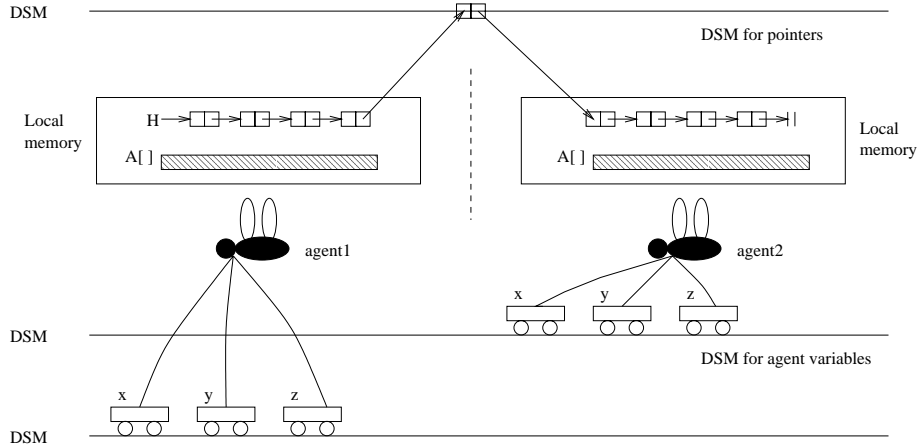 DSM
DSM for pointers
Local
memory
H
A[ ]
A[ ]
Local
memory
agent1
agent2
x y z
DSM
DSM for agent variables
x y z
DSM